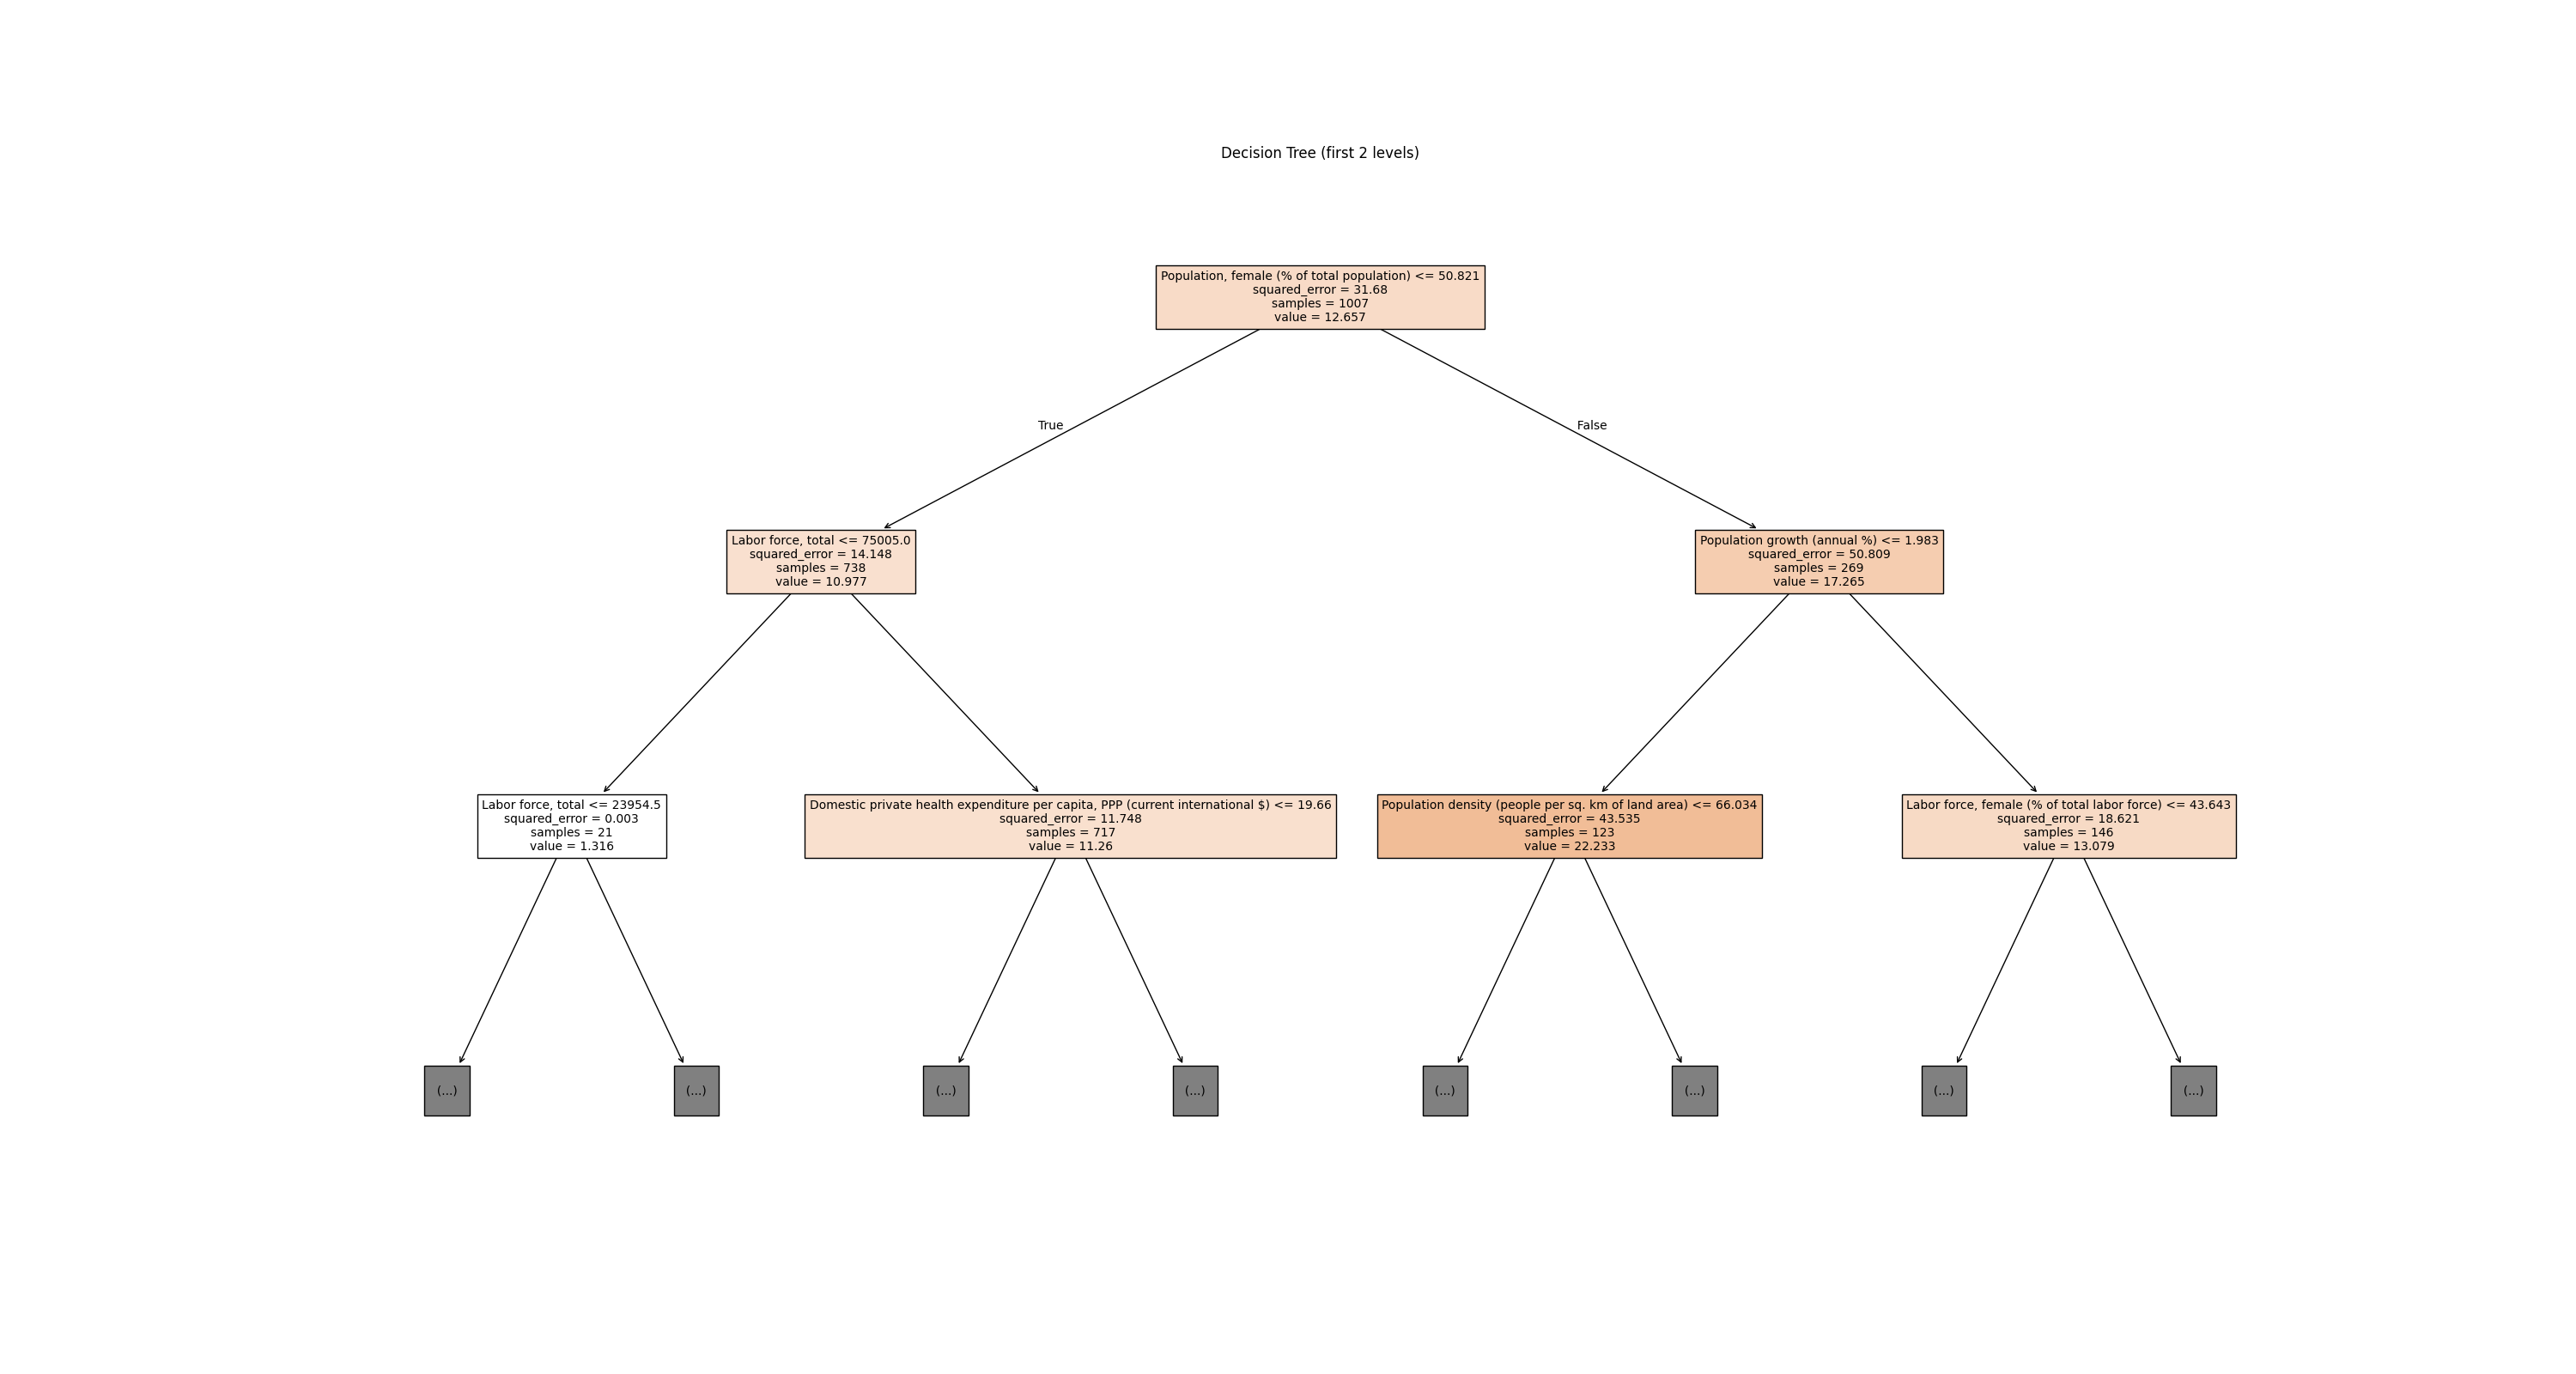 Decision Tree (first 2 levels)
Population, female (% of total population) <= 50.821
squared_error = 31.68
samples = 1007
value = 12.657
True
False
Labor force, total <= 75005.0
squared_error = 14.148
samples = 738
value = 10.977
Population growth (annual %) <= 1.983
squared_error = 50.809
samples = 269
value = 17.265
Labor force, total <= 23954.5
squared_error = 0.003
samples = 21
value = 1.316
Domestic private health expenditure per capita, PPP (current international $) <= 19.66
squared_error = 11.748
samples = 717
value = 11.26
Population density (people per sq. km of land area) <= 66.034
squared_error = 43.535
samples = 123
value = 22.233
Labor force, female (% of total labor force) <= 43.643
squared_error = 18.621
samples = 146
value = 13.079
(...)
(...)
(...)
(...)
(...)
(...)
(...)
(...)